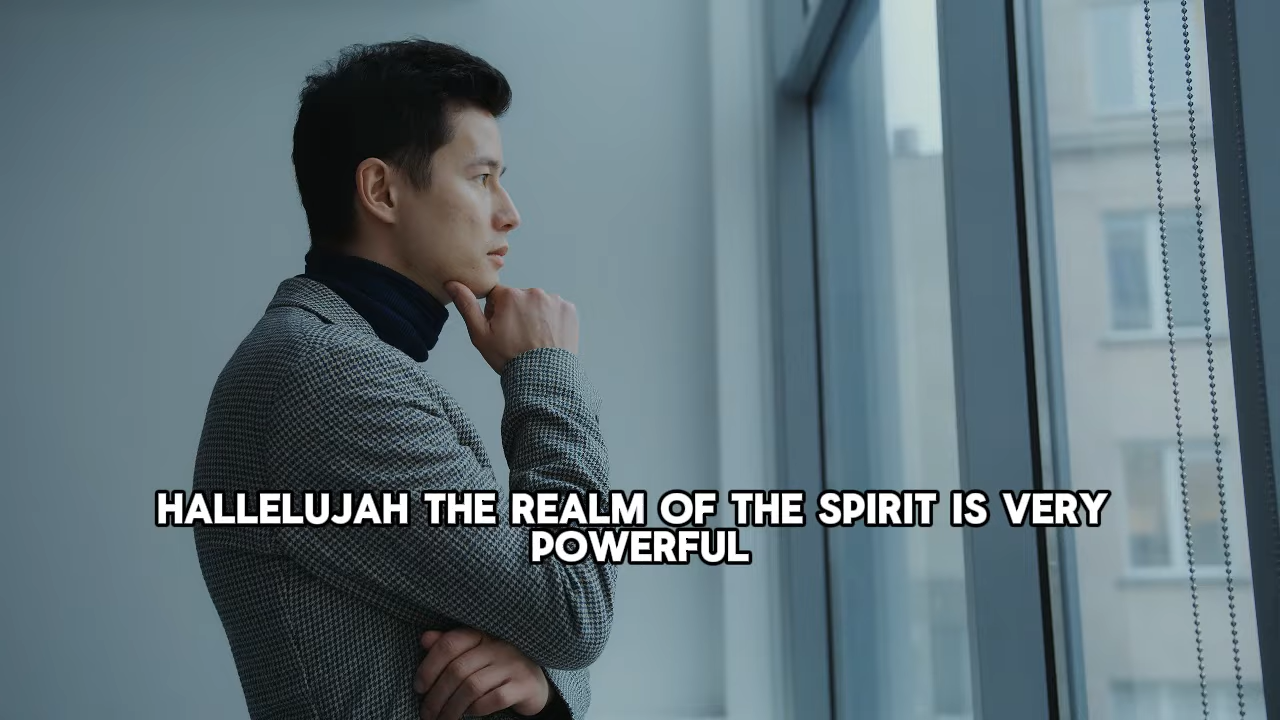 HALLELUJAH THE REALM OF THE SPIRIT IS VERY
POWERFUL